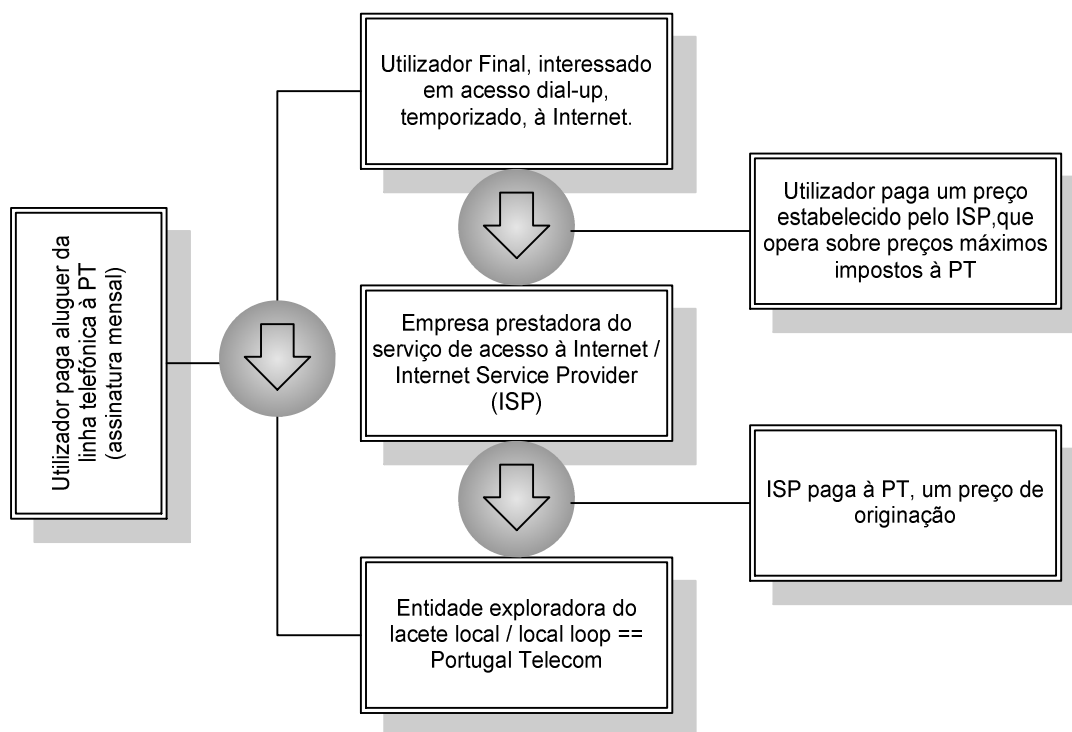 Utilizador Final, interessado
em acesso dial-up,
temporizado, à Internet.
Utilizador paga um preço
estabelecido pelo ISP,que
opera sobre preços máximos
impostos à PT
Utilizador paga aluguer da
linha telefónica à PT
(assinatura mensal)
Empresa prestadora do
serviço de acesso à Internet /
Internet Service Provider
(ISP)
ISP paga à PT, um preço de
originação
Entidade exploradora do
lacete local / local loop ==
Portugal Telecom